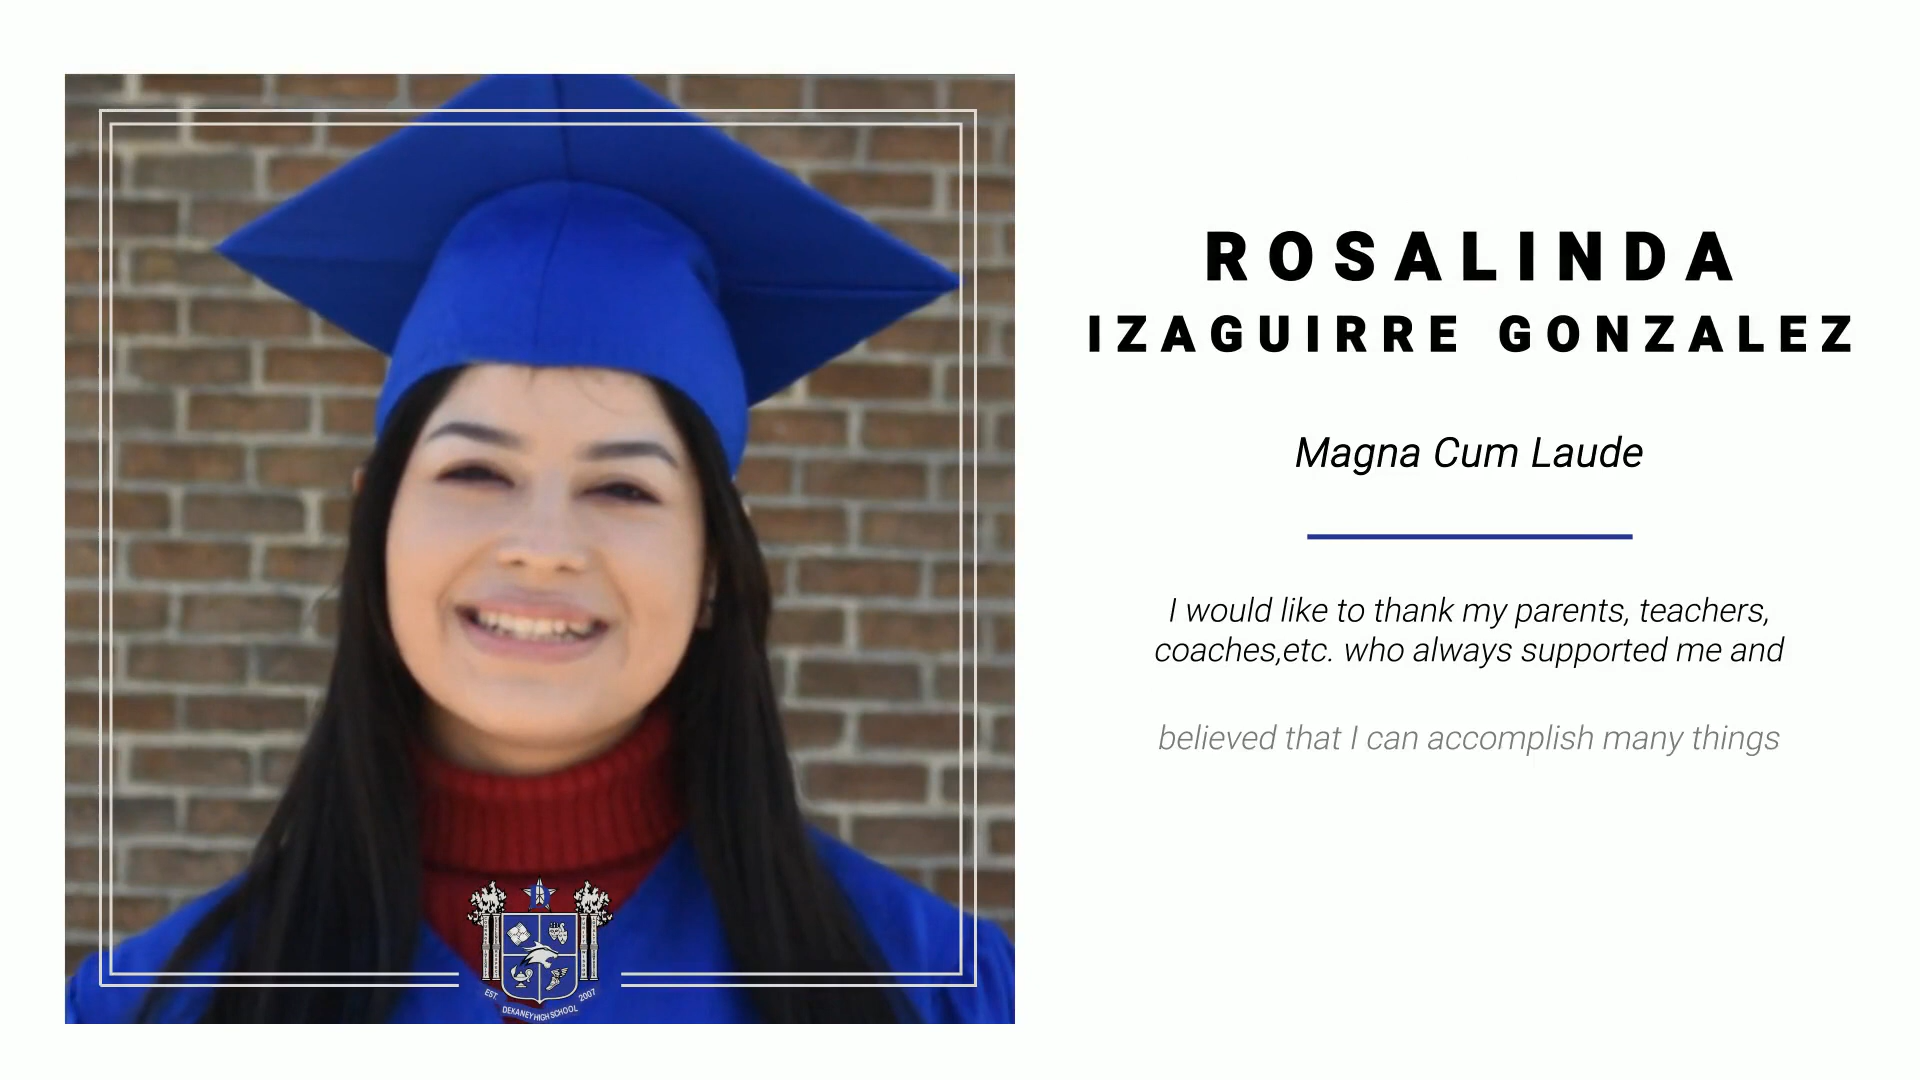 ROSALINDA
IZAGUIRRE GONZALEZ
Magna Cum Laude
I would like to thank my parents, teachers,
coaches,etc. who always supported me and
believed that I can accomplish many things
EST 2007
DEKANEY HIGH SCHOOL